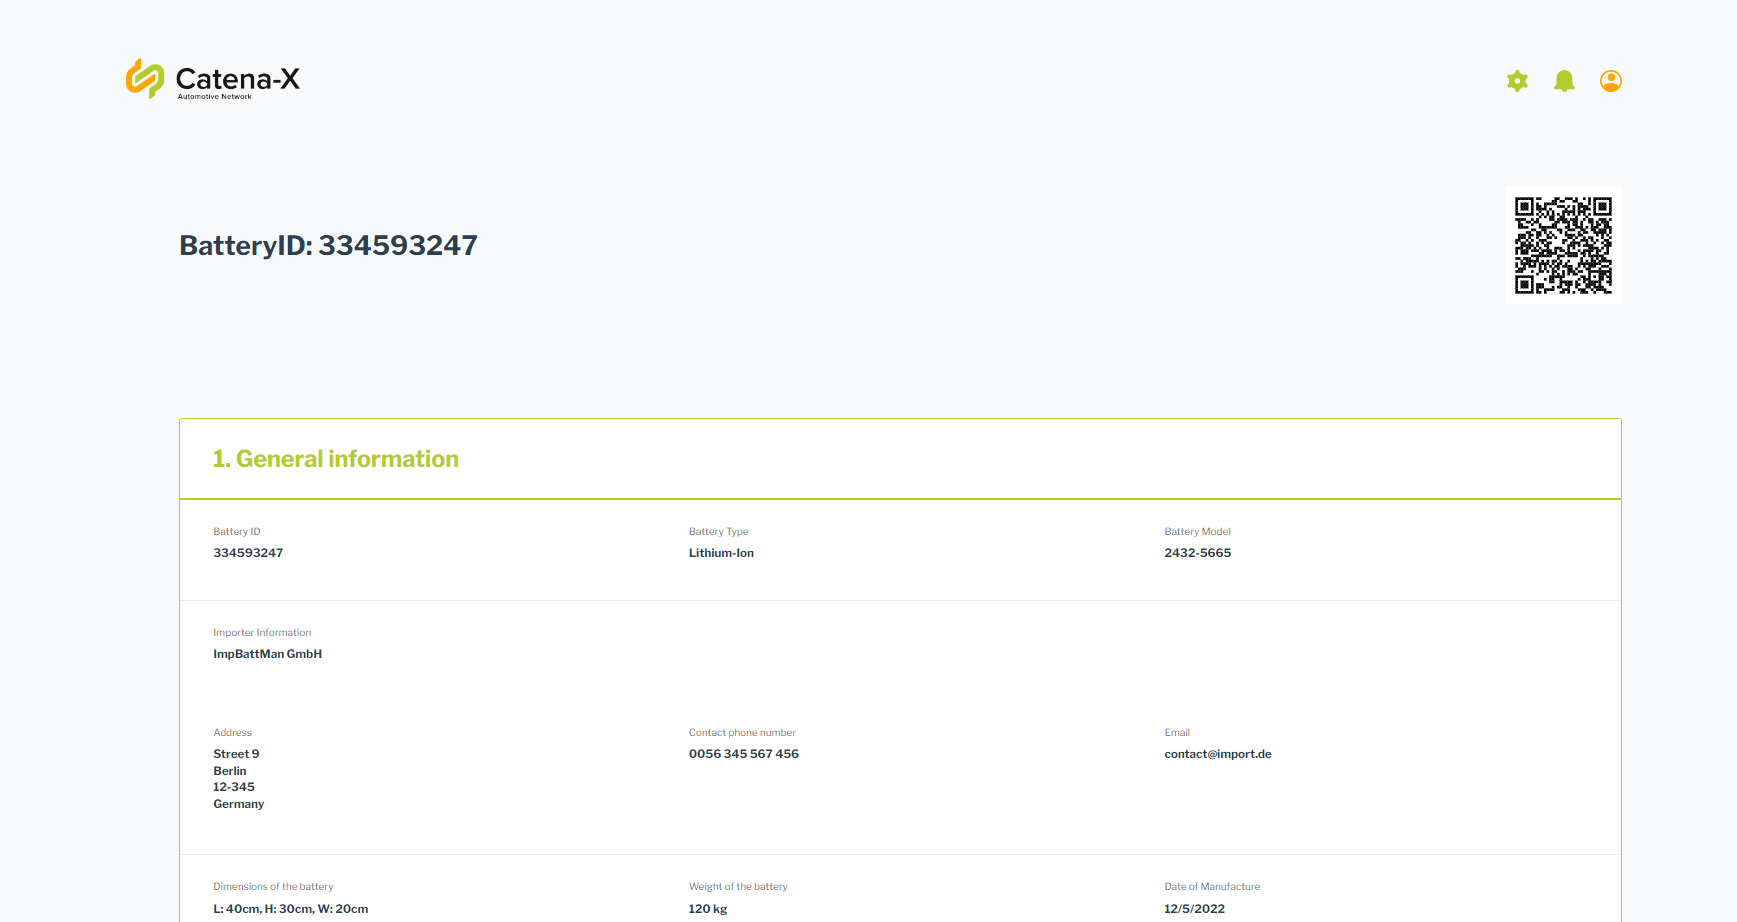 Catena-X
Automotive Network
BatteryID: 334593247
1. General information
Battery ID
334593247
Battery Type
Lithium-Ion
Battery Model
2432-5665
Importer Information
ImpBattMan GmbH
Address
Street 9
Berlin
12-345
Germany
Contact phone number
0056 345 567 456
Email
contact@import.de
Dimensions of the battery
L: 40cm, H: 30cm, W: 20cm
Weight of the battery
120 kg
Date of Manufacture
12/5/2022